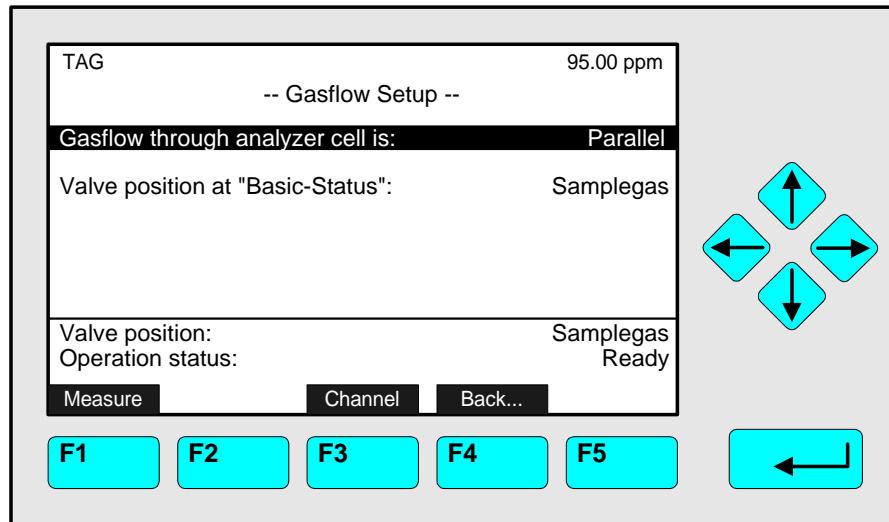 TAG 95.00 ppm
-- Gasflow Setup --
Gasflow through analyzer cell is: Parallel
Valve position at "Basic-Status": Samplegas
Valve position: Samplegas
Operation status: Ready
Measure Channel Back...
F1 F2 F3 F4 F5